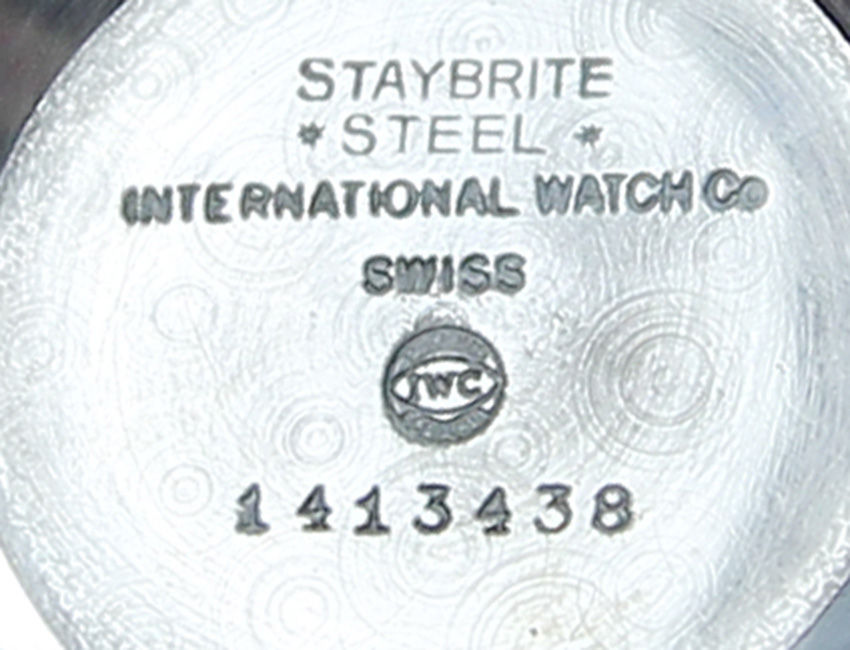 STAYBRITE
* STEEL *
INTERNATIONAL WATCH Co
SWISS
IWC
1413438